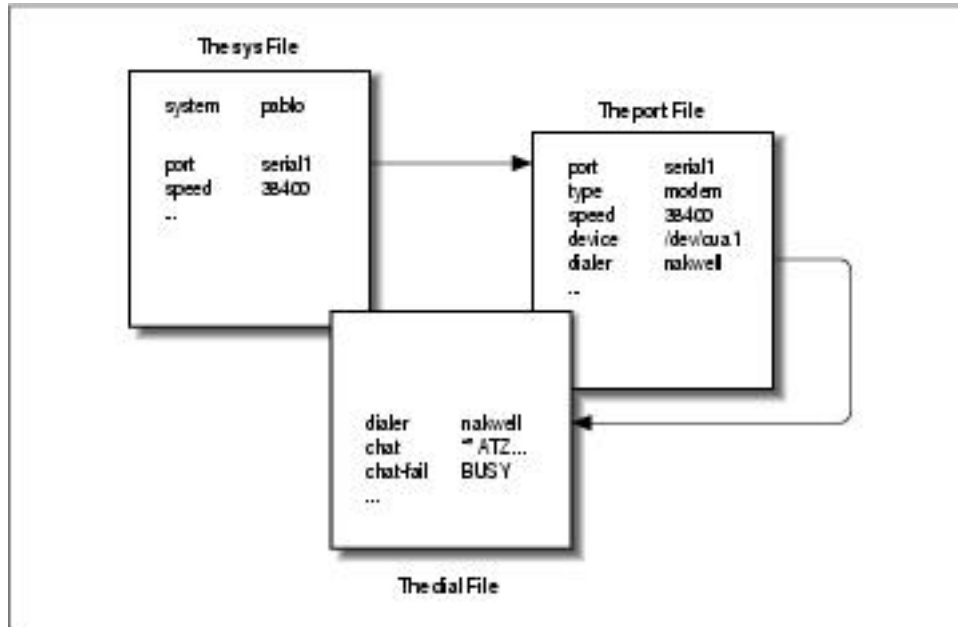 The sys File
system pablo
port serial1
speed 38400
...
The port File
port serial1
type modem
speed 38400
device /dev/cua1
dialer nakwell
...
dialer nakwell
chat "" ATZ...
chat-fail BUSY
...
The dial File